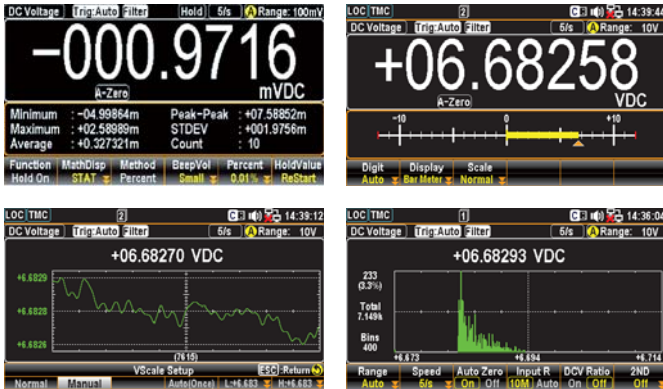 DC Voltage Trig:Auto Filter Hold 5/s A Range: 100mV
-000.9716
A-Zero mVDC
Minimum : -04.99864m Peak-Peak : +07.58852m
Maximum : +02.58989m STDEV : +001.9756m
Average : +0.327321m Count : 10
Function MathDisp Method BeepVol Percent HoldValue
Hold On STAT Percent Small 0.01% ReStart
LOC TMC 2 C 14:39:44
DC Voltage Trig:Auto Filter 5/s A Range: 10V
+06.68258
A-Zero VDC
-10 0 +10
Digit Display Scale
Auto Bar Meter Normal
LOC TMC 2 C 14:39:12
DC Voltage Trig:Auto Filter 5/s A Range: 10V
+06.68270 VDC
+6.6829
+6.6828
+6.6826
(7615)
VScale Setup ESC :Return
Normal Manual Auto(Once) L:+6.683 H:+6.683
LOC TMC 1 C 14:36:04
DC Voltage Trig:Auto Filter 5/s A Range: 10V
+06.68293 VDC
233
(3.3%)
Total
7.149k
Bins
400
+6.673 +6.694 +6.714
Range Speed Auto Zero Input R DCV Ratio 2ND
Auto 5/s On Off 10M Auto On Off Off